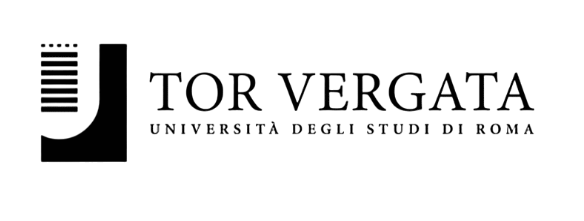 TOR VERGATA
UNIVERSITÀ DEGLI STUDI DI ROMA